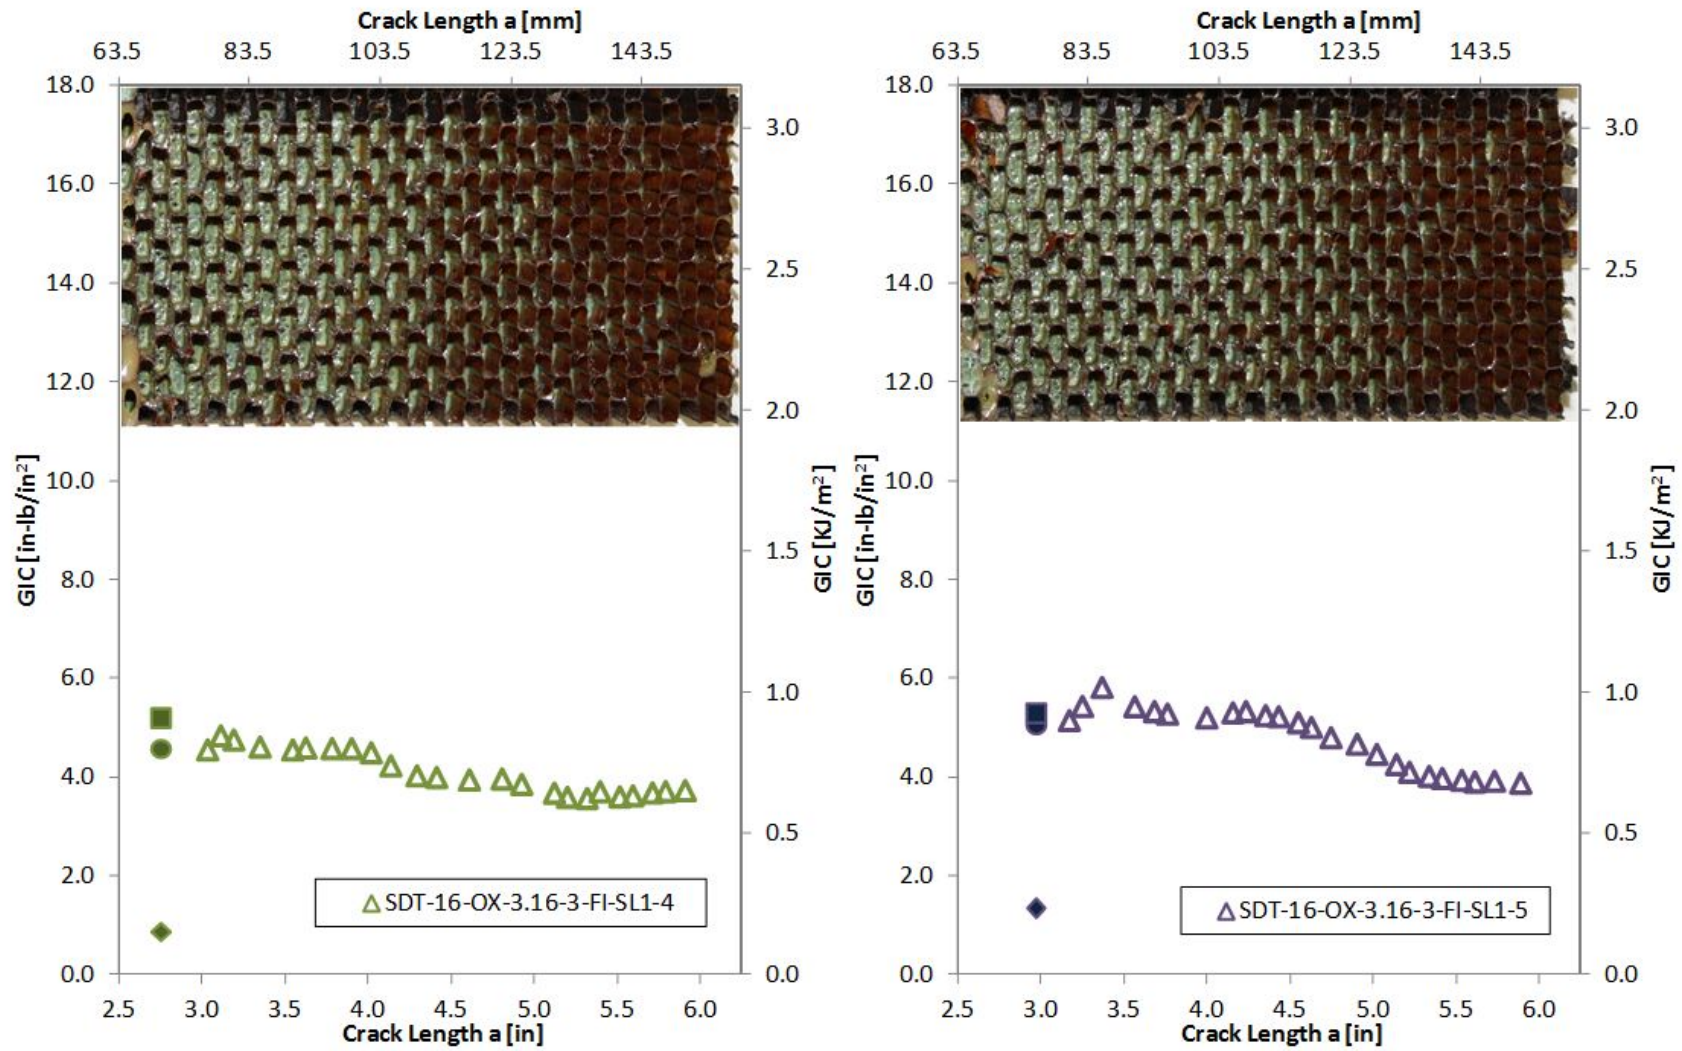 Crack Length a [mm]
63.5 83.5 103.5 123.5 143.5
18.0
16.0
14.0
12.0
10.0
8.0
6.0
4.0
2.0
0.0
GIC [in-lb/in²]
3.0
2.5
2.0
1.5
1.0
0.5
0.0
GIC [KJ/m²]
SDT-16-OX-3.16-3-FI-SL1-4
2.5 3.0 3.5 4.0 4.5 5.0 5.5 6.0
Crack Length a [in]
Crack Length a [mm]
63.5 83.5 103.5 123.5 143.5
18.0
16.0
14.0
12.0
10.0
8.0
6.0
4.0
2.0
0.0
GIC [in-lb/in²]
3.0
2.5
2.0
1.5
1.0
0.5
0.0
GIC [KJ/m²]
SDT-16-OX-3.16-3-FI-SL1-5
2.5 3.0 3.5 4.0 4.5 5.0 5.5 6.0
Crack Length a [in]